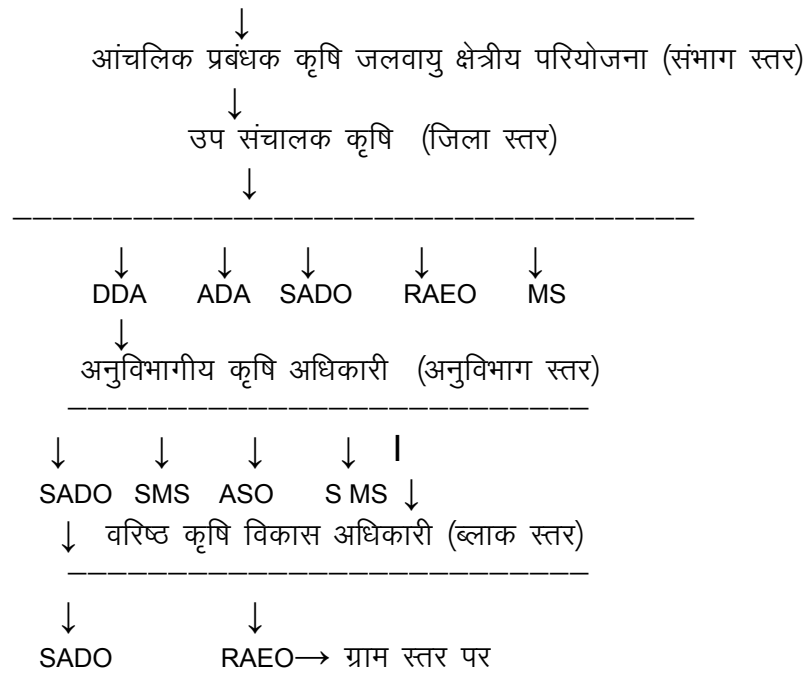 ↓
आंचलिक प्रबंधक कृषि जलवायु क्षेत्रीय परियोजना (संभाग स्तर)
↓
उप संचालक कृषि (जिला स्तर)
↓
–––––––––––––––––––––––––––––––––––
↓ ↓ ↓ ↓ ↓
DDA ADA SADO RAEO MS
↓
अनुविभागीय कृषि अधिकारी (अनुविभाग स्तर)
–––––––––––––––––––––––––––
↓ ↓ ↓ ↓ |
SADO SMS ASO S MS ↓
↓ वरिष्ठ कृषि विकास अधिकारी (ब्लाक स्तर)
–––––––––––––––––––––––––––
↓ ↓
SADO RAEO→ ग्राम स्तर पर